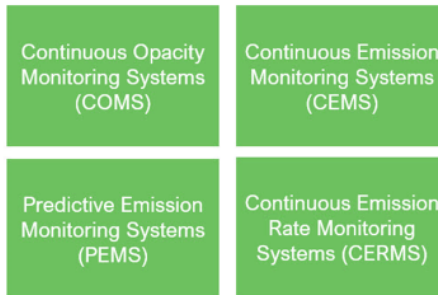 Continuous Opacity
Monitoring Systems
(COMS)
Continuous Emission
Monitoring Systems
(CEMS)
Predictive Emission
Monitoring Systems
(PEMS)
Continuous Emission
Rate Monitoring
Systems (CERMS)